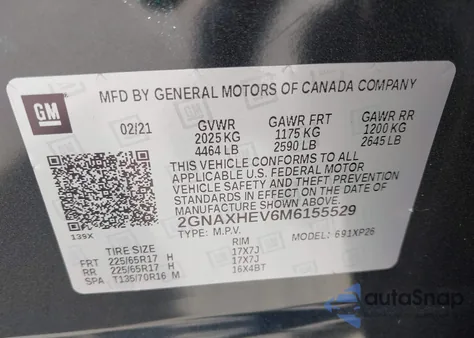 GM
MFD BY GENERAL MOTORS OF CANADA COMPANY
02/21 GVWR GAWR FRT GAWR RR
2025 KG 1175 KG 1200 KG
4464 LB 2590 LB 2645 LB
THIS VEHICLE CONFORMS TO ALL
APPLICABLE U.S. FEDERAL MOTOR
VEHICLE SAFETY AND THEFT
PREVENTION STANDARDS IN EFFECT
ON THE DATE OF
MANUFACTURE SHOWN ABOVE.
2GNAXHEV6M6155529
TYPE: M.P.V. MODEL: 691XP26
139X
TIRE SIZE RIM
FRT 225/65R17 H 17X7J
RR 225/65R17 H 17X7J
SPA T135/70R16 M 16X4BT
autoSnap